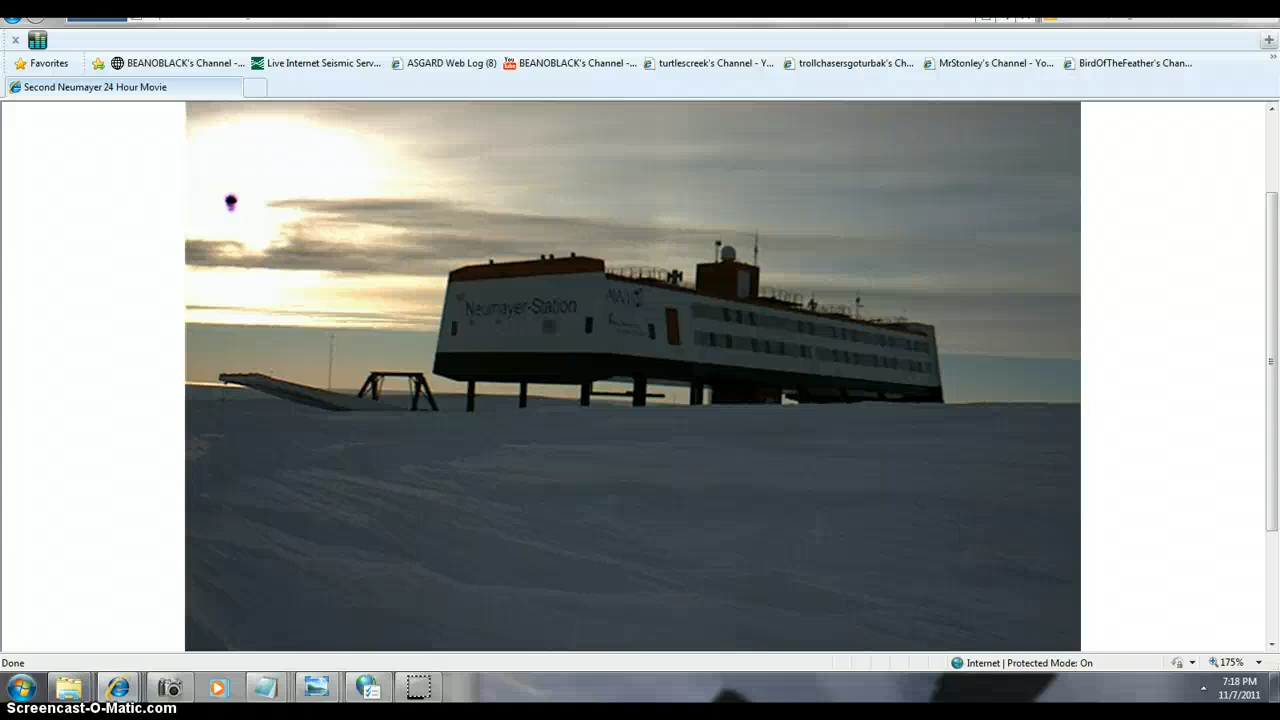 Favorites BEANOBLACK's Channel -... Live Internet Seismic Serv... ASGARD Web Log (8) BEANOBLACK's Channel -... turtlescreek's Channel - Y... trollchasersgoturbak's Ch... MrStonley's Channel - Yo... BirdOfTheFeather's Chan...
Second Neumayer 24 Hour Movie
Neumayer-Station AWI
Done Internet | Protected Mode: On 175%
7:18 PM
11/7/2011
Screencast-O-Matic.com